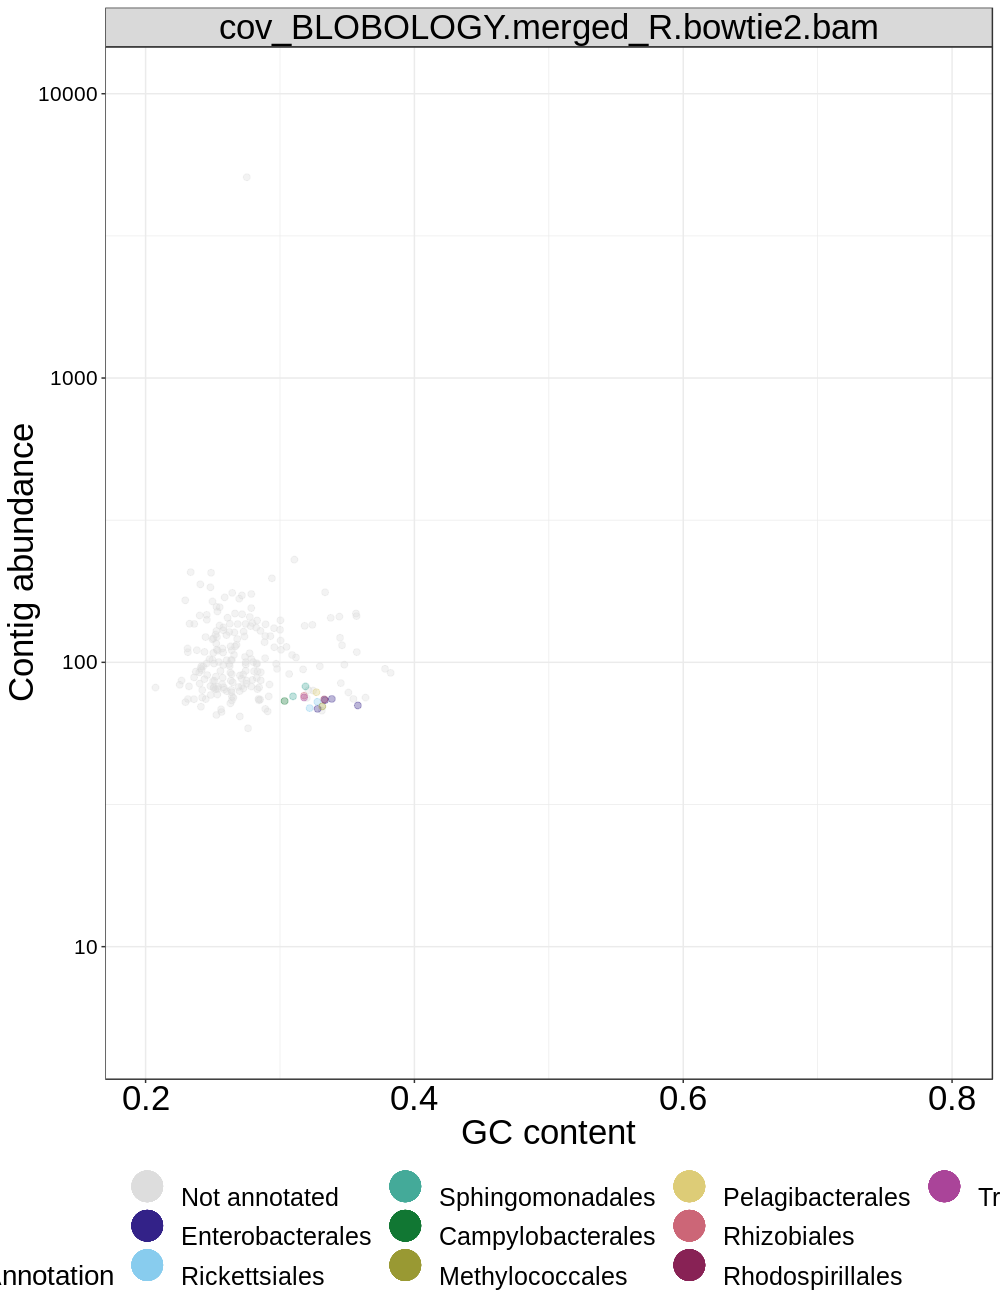 cov_BLOBOLOGY.merged_R.bowtie2.bam
10000
1000
100
10
Contig abundance
0.2 0.4 0.6 0.8
GC content
Not annotated Sphingomonadales Pelagibacterales Tr
Enterobacterales Campylobacterales Rhizobiales
nnotation Rickettsiales Methylococcales Rhodospirillales